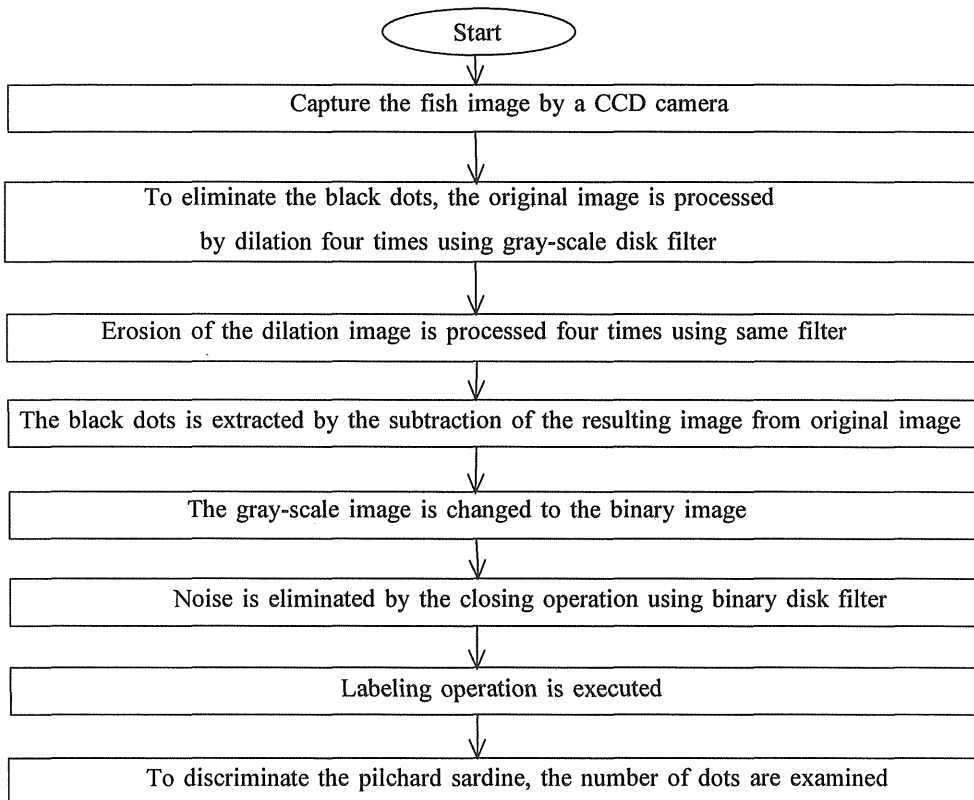 Start
Capture the fish image by a CCD camera
To eliminate the black dots, the original image is processed
by dilation four times using gray-scale disk filter
Erosion of the dilation image is processed four times using same filter
The black dots is extracted by the subtraction of the resulting image from original image
The gray-scale image is changed to the binary image
Noise is eliminated by the closing operation using binary disk filter
Labeling operation is executed
To discriminate the pilchard sardine, the number of dots are examined